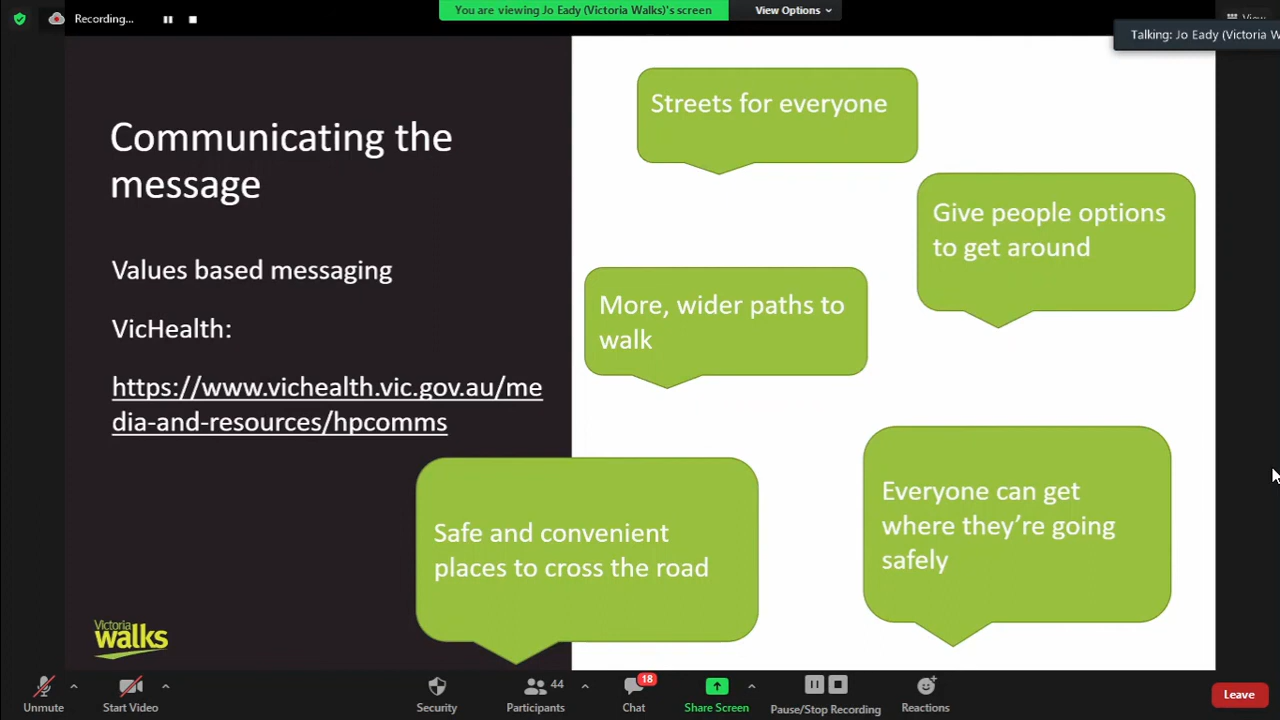 Recording...
You are viewing Jo Eady (Victoria Walks)'s screen
View Options
View
Talking: Jo Eady (Victoria W
Communicating the
message
Values based messaging
VicHealth:
https://www.vichealth.vic.gov.au/me
dia-and-resources/hpcomms
Streets for everyone
Give people options
to get around
More, wider paths to
walk
Safe and convenient
places to cross the road
Everyone can get
where they're going
safely
Victoria
walks
Unmute
Start Video
Security
44
Participants
18
Chat
Share Screen
Pause/Stop Recording
Reactions
Leave